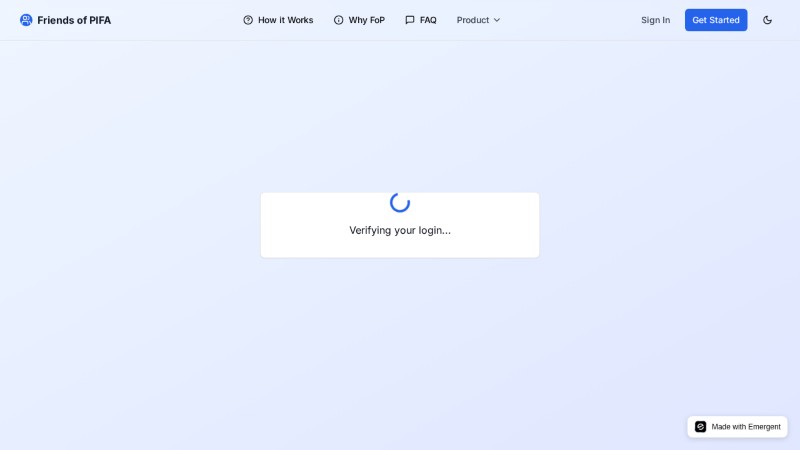 Friends of PIFA
How it Works
Why FoP
FAQ
Product
Sign In
Get Started
Verifying your login...
Made with Emergent